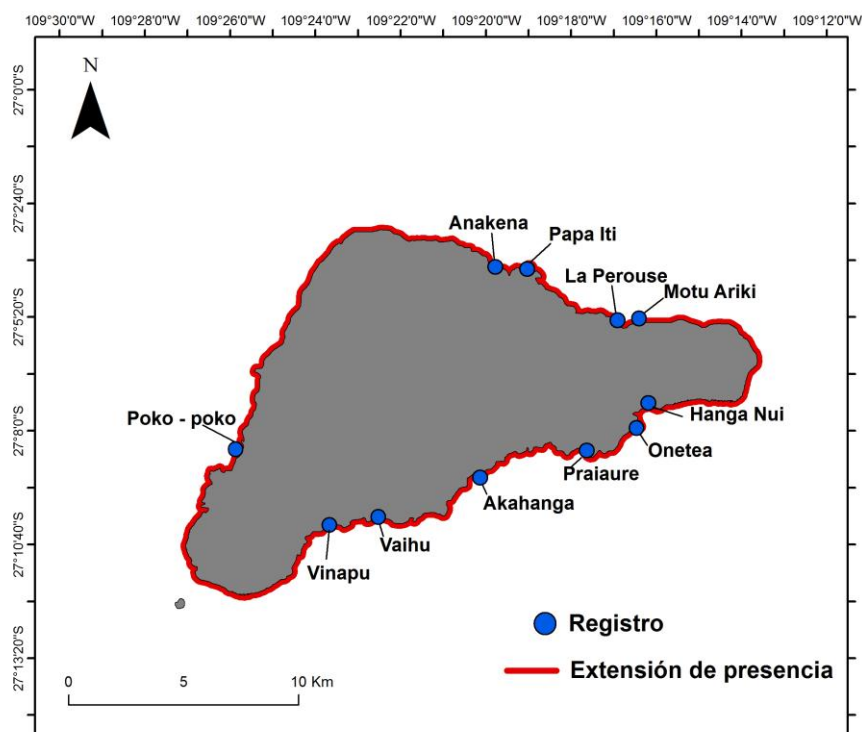 109°30'0"W 109°28'0"W 109°26'0"W 109°24'0"W 109°22'0"W 109°20'0"W 109°18'0"W 109°16'0"W 109°14'0"W 109°12'0"W
N
27°0'0"S
27°2'40"S
27°5'20"S
27°8'0"S
27°10'40"S
27°13'20"S
Anakena
Papa Iti
La Perouse
Motu Ariki
Poko - poko
Hanga Nui
Onetea
Praiaure
Akahanga
Vaihu
Vinapu
Registro
Extensión de presencia
0 5 10 Km